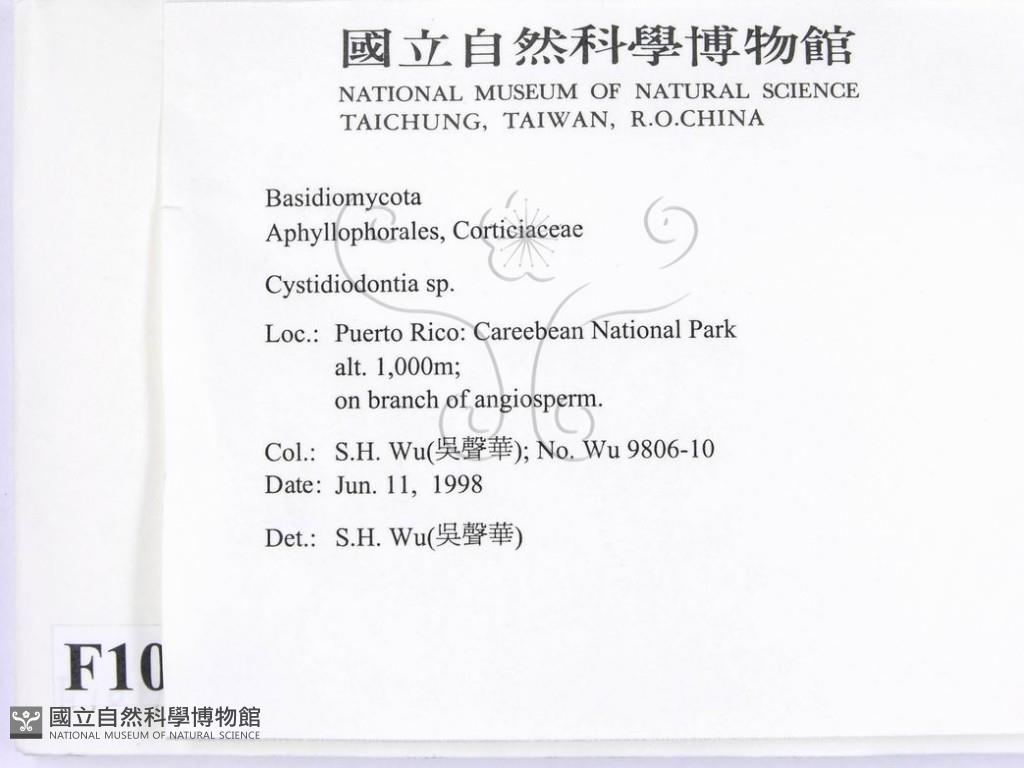 國立自然科學博物館
NATIONAL MUSEUM OF NATURAL SCIENCE
TAICHUNG, TAIWAN, R.O.CHINA
Basidiomycota
Aphyllophorales, Corticiaceae
Cystidiodontia sp.
Loc.: Puerto Rico: Careebean National Park
alt. 1,000m;
on branch of angiosperm.
Col.: S.H. Wu(吳聲華); No. Wu 9806-10
Date: Jun. 11, 1998
Det.: S.H. Wu(吳聲華)
F10
國立自然科學博物館
NATIONAL MUSEUM OF NATURAL SCIENCE